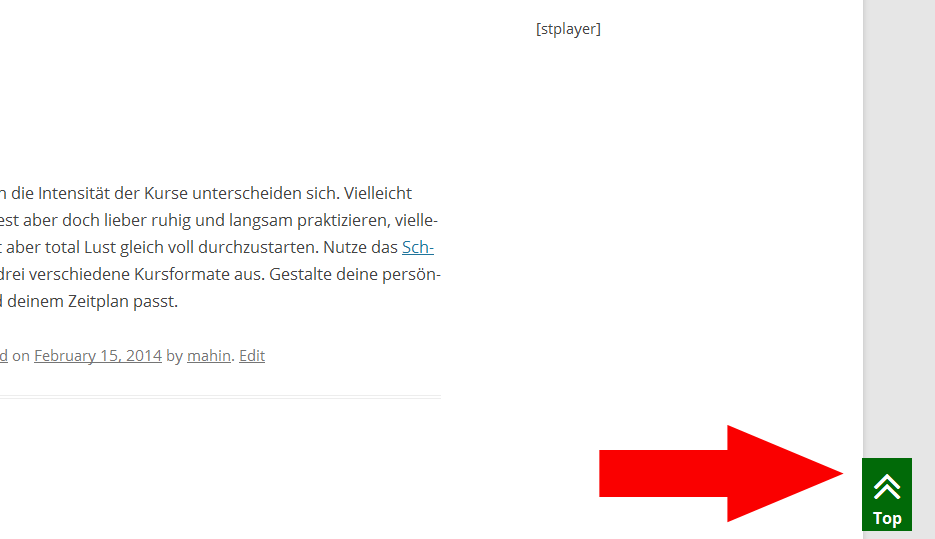 [stplayer]
die Intensität der Kurse unterscheiden sich. Vielleicht
aber doch lieber ruhig und langsam praktizieren, vielle-
aber total Lust gleich voll durchzustarten. Nutze das Sch-
drei verschiedene Kursformate aus. Gestalte deine persön-
deinem Zeitplan passt.
on February 15, 2014 by mahin. Edit
Top